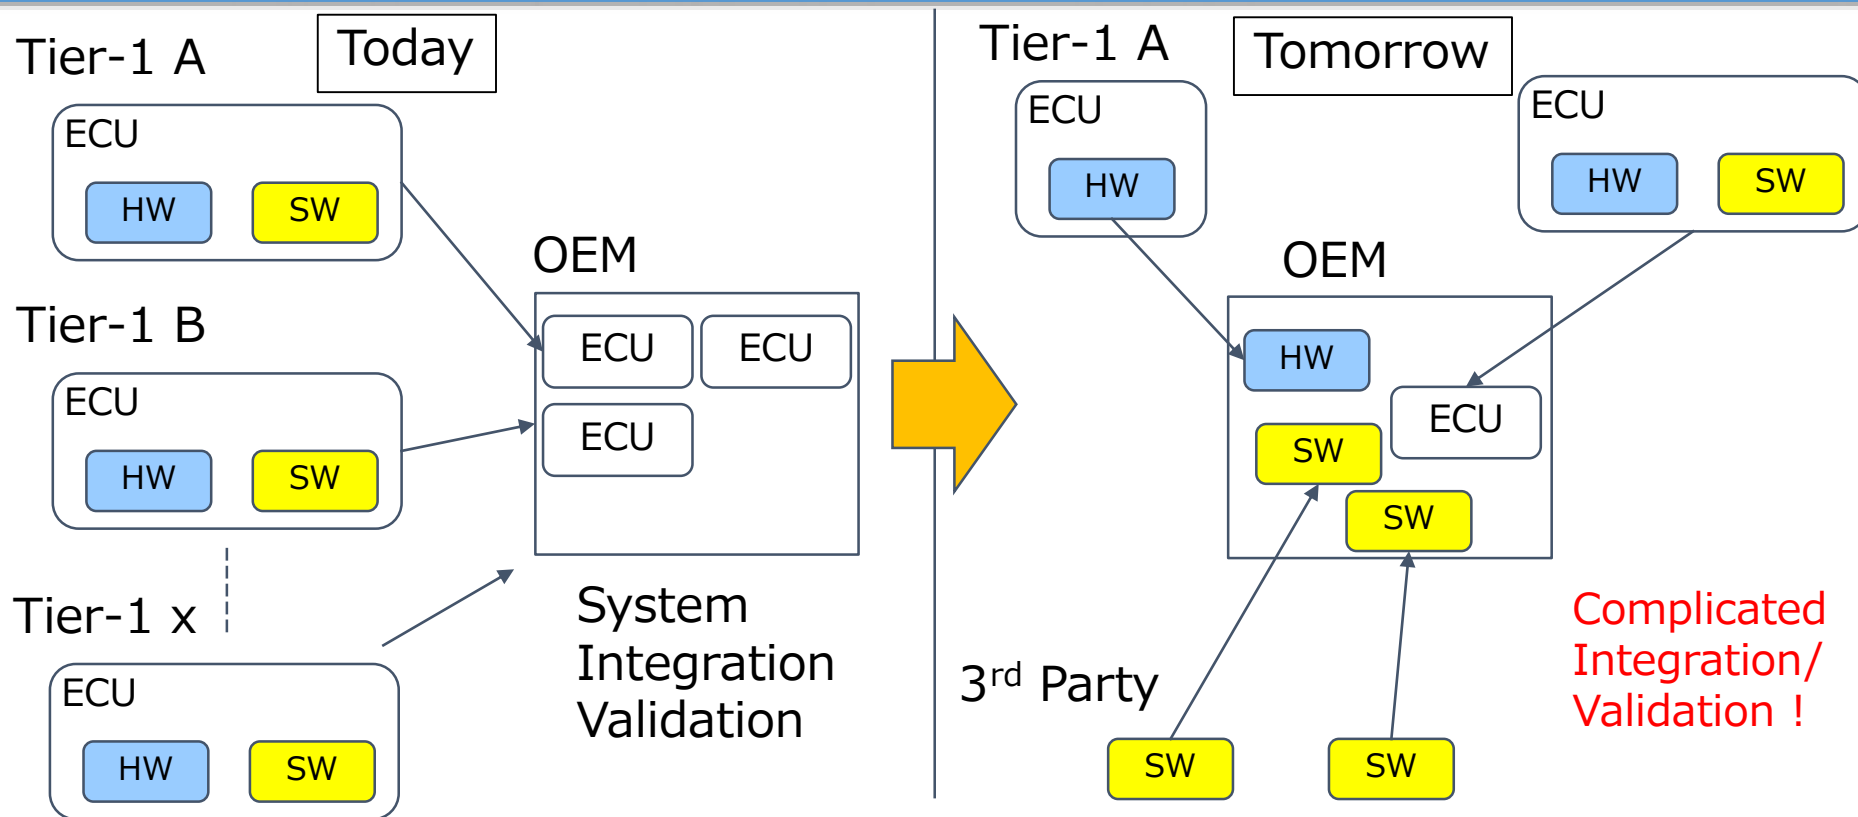 Today
Tier-1 A
ECU
HW
SW
Tier-1 B
ECU
HW
SW
Tier-1 x
ECU
HW
SW
OEM
ECU
ECU
ECU
System
Integration
Validation
Tomorrow
Tier-1 A
ECU
HW
ECU
HW
SW
OEM
HW
ECU
SW
SW
3rd Party
SW
SW
Complicated
Integration/
Validation !